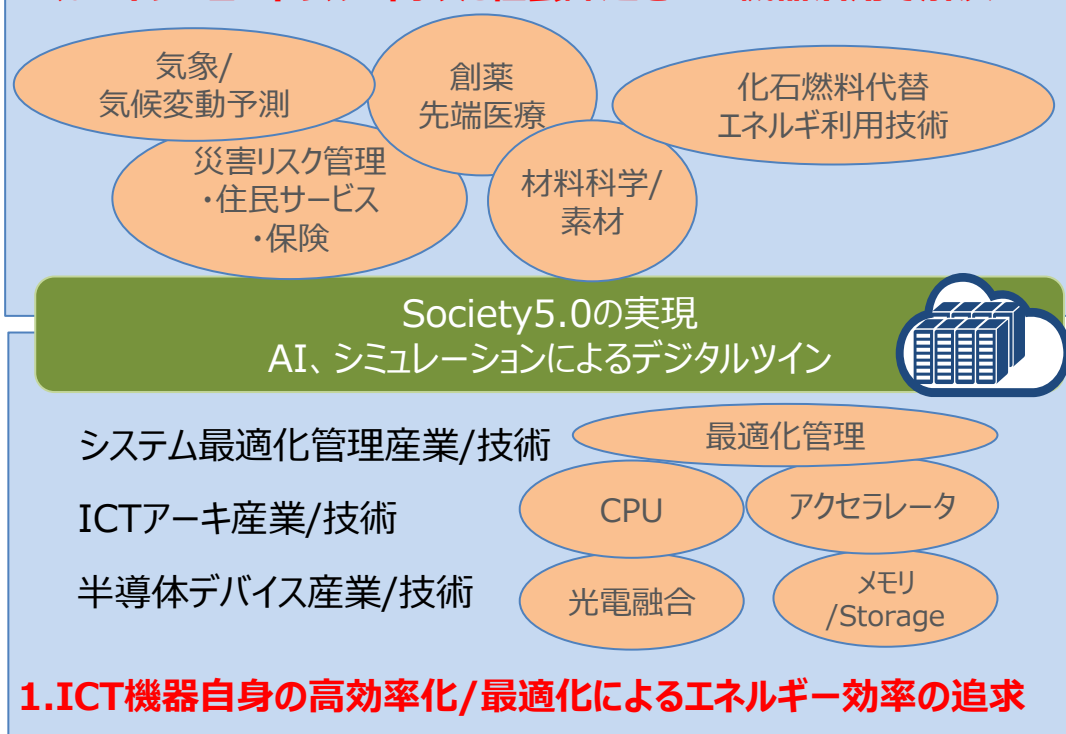 気象/
気候変動予測
創薬
先端医療
化石燃料代替
エネルギ利用技術
災害リスク管理
・住民サービス
・保険
材料科学/
素材
Society5.0の実現
AI、シミュレーションによるデジタルツイン
システム最適化管理産業/技術
最適化管理
ICTアーキ産業/技術
CPU
アクセラレータ
半導体デバイス産業/技術
光電融合
メモリ
/Storage
1.ICT機器自身の高効率化/最適化によるエネルギー効率の追求